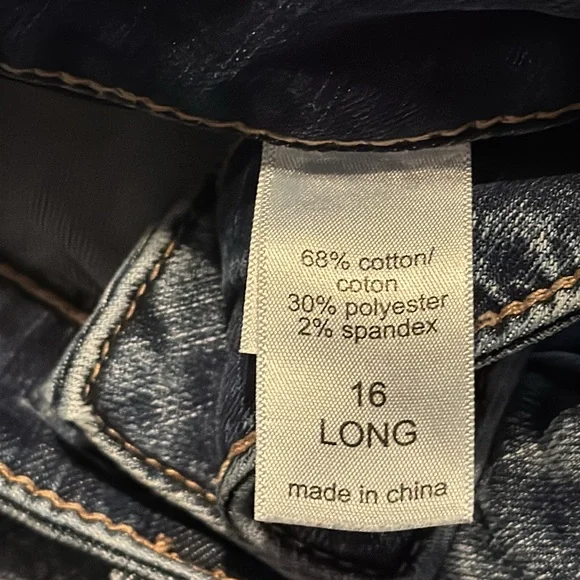 68% cotton/
coton
30% polyester
2% spandex
16
LONG
made in china